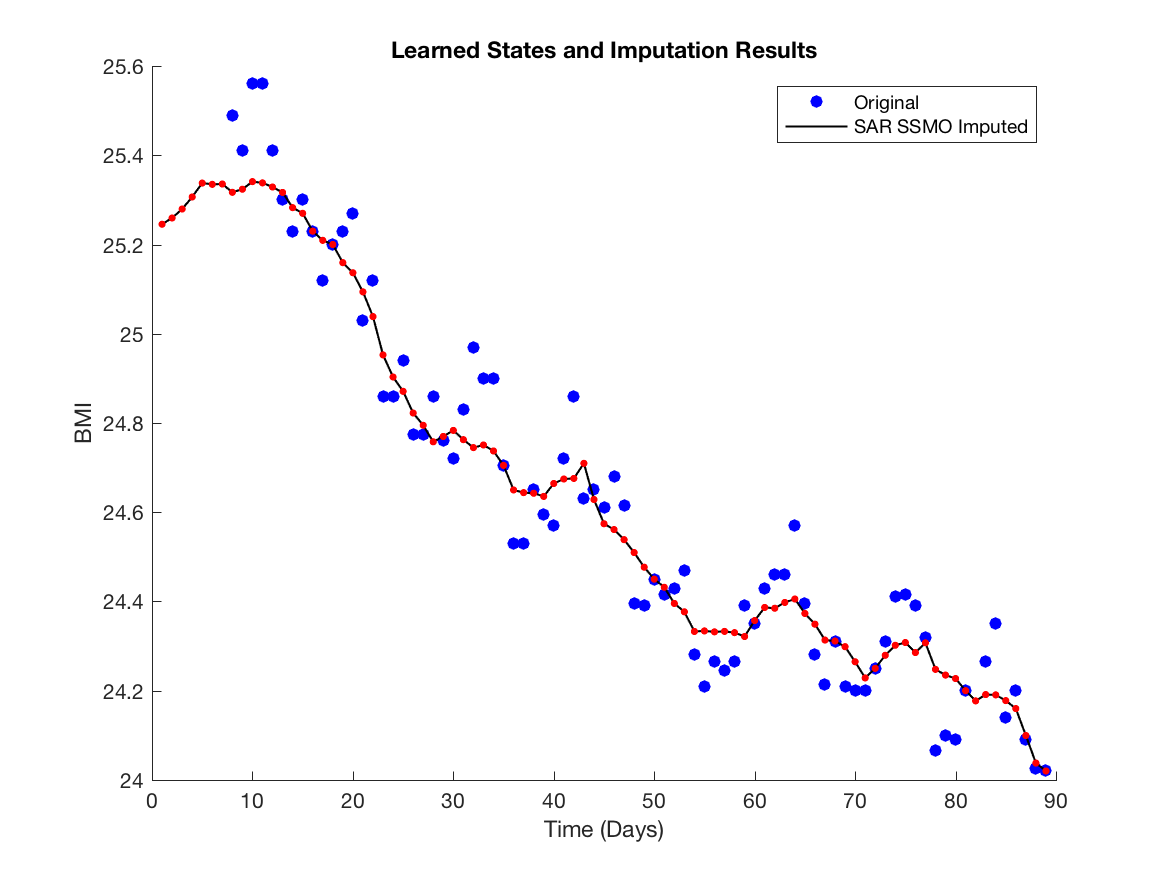 Learned States and Imputation Results
25.6
25.4
25.2
25
24.8
24.6
24.4
24.2
24
BMI
Original
SAR SSMO Imputed
0 10 20 30 40 50 60 70 80 90
Time (Days)